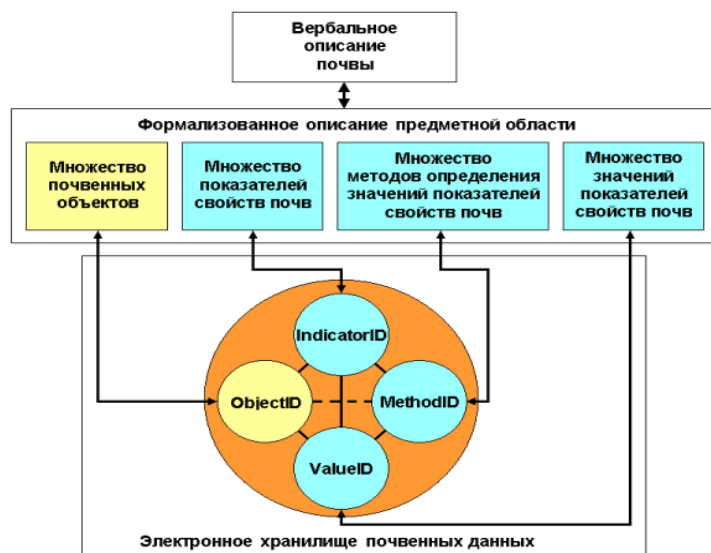 Вербальное
описание
почвы
Формализованное описание предметной области
Множество
почвенных
объектов
Множество
показателей
свойств почв
Множество
методов определения
значений показателей
свойств почв
Множество
значений
показателей
свойств почв
IndicatorID
ObjectID
MethodID
ValueID
Электронное хранилище почвенных данных